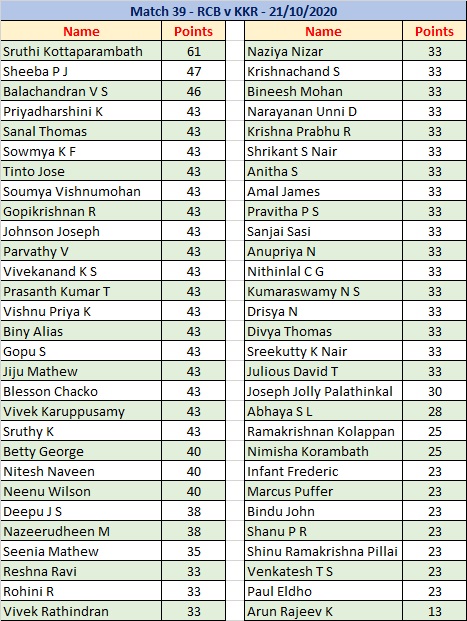 Match 39 - RCB v KKR - 21/10/2020
Name Points Name Points
Sruthi Kottaparambath 61 Naziya Nizar 33
Sheeba P J 47 Krishnachand S 33
Balachandran V S 46 Bineesh Mohan 33
Priyadharshini K 43 Narayanan Unni D 33
Sanal Thomas 43 Krishna Prabhu R 33
Sowmya K F 43 Shrikant S Nair 33
Tinto Jose 43 Anitha S 33
Soumya Vishnumohan 43 Amal James 33
Gopikrishnan R 43 Pravitha P S 33
Johnson Joseph 43 Sanjai Sasi 33
Parvathy V 43 Anupriya N 33
Vivekanand K S 43 Nithinlal C G 33
Prasanth Kumar T 43 Kumaraswamy N S 33
Vishnu Priya K 43 Drisya N 33
Biny Alias 43 Divya Thomas 33
Gopu S 43 Sreekutty K Nair 33
Jiju Mathew 43 Julious David T 33
Blesson Chacko 43 Joseph Jolly Palathinkal 30
Vivek Karuppusamy 43 Abhaya S L 28
Sruthy K 43 Ramakrishnan Kolappan 25
Betty George 40 Nimisha Korambath 25
Nitesh Naveen 40 Infant Frederic 23
Neenu Wilson 40 Marcus Puffer 23
Deepu J S 38 Bindu John 23
Nazeerudheen M 38 Shanu P R 23
Seenia Mathew 35 Shinu Ramakrishna Pillai 23
Reshna Ravi 33 Venkatesh T S 23
Rohini R 33 Paul Eldho 23
Vivek Rathindran 33 Arun Rajeev K 13